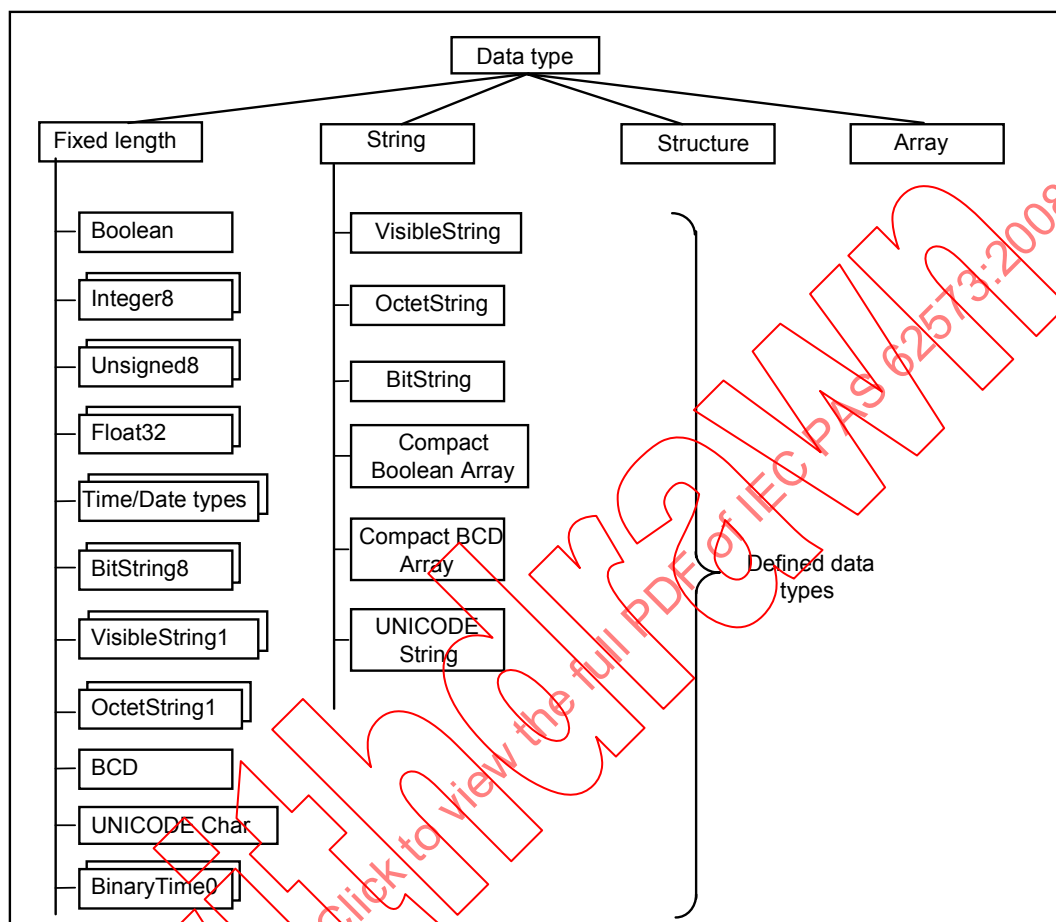 Data type
Fixed length
String
Structure
Array
Boolean
Integer8
Unsigned8
Float32
Time/Date types
BitString8
VisibleString1
OctetString1
BCD
UNICODE Char
BinaryTime0
VisibleString
OctetString
BitString
Compact
Boolean Array
Compact BCD
Array
UNICODE
String
Defined data
types
Click to view the full PDF of IEC PAS 62573:2008